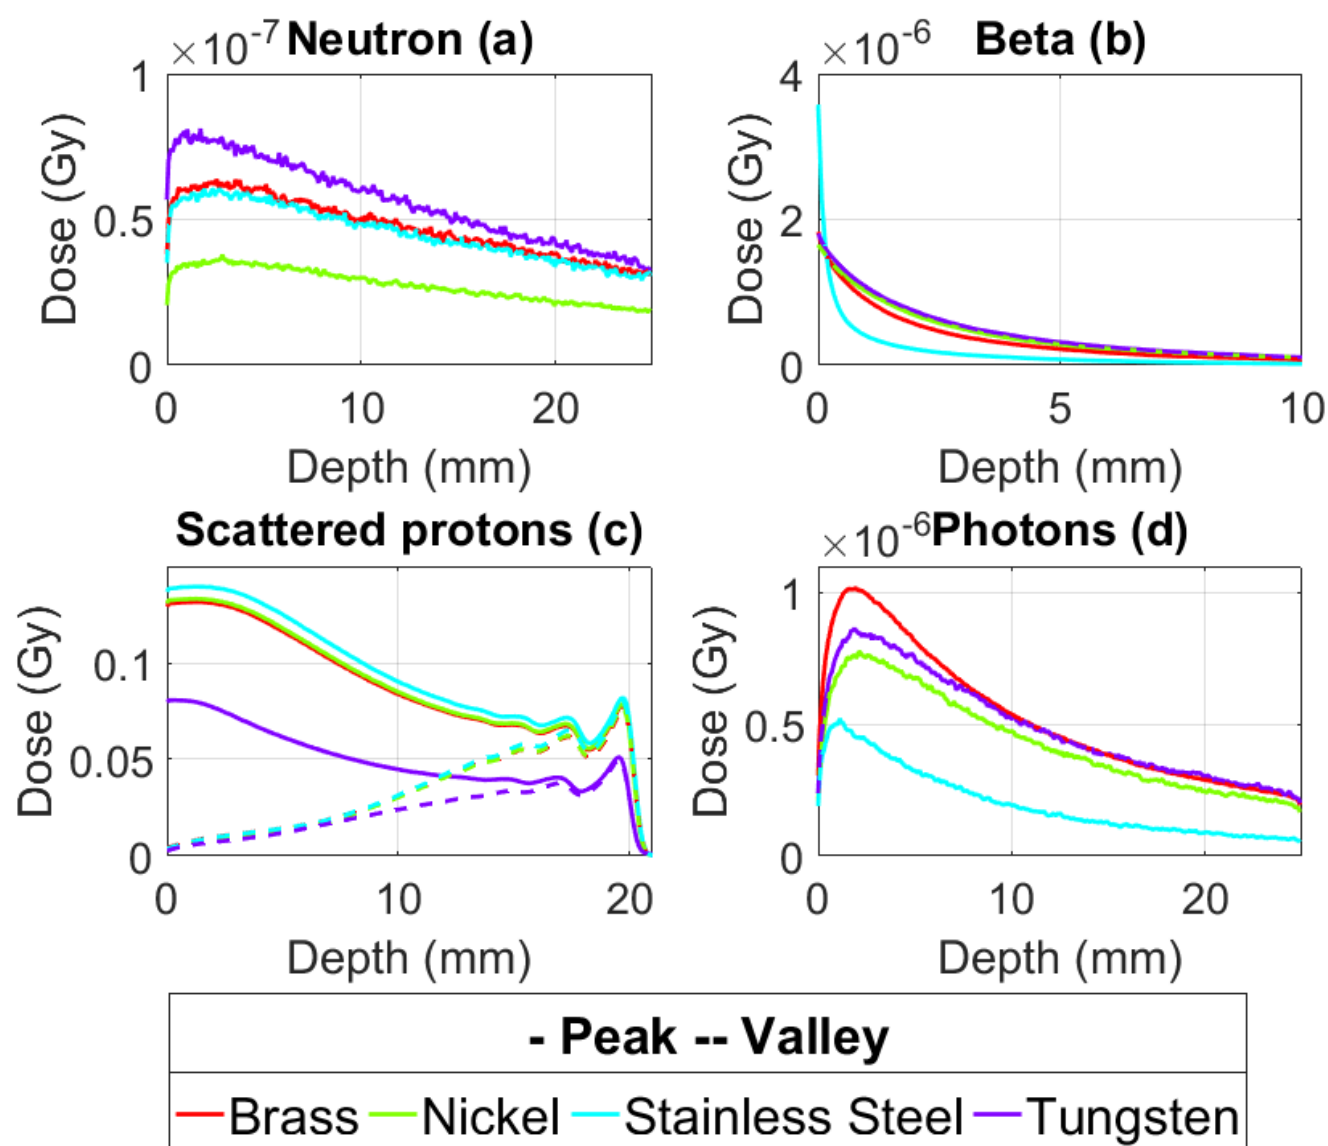 ×10-7 Neutron (a)
1
0.5
0
0 10 20
Dose (Gy)
Depth (mm)
×10-6 Beta (b)
4
2
0
0 5 10
Dose (Gy)
Depth (mm)
Scattered protons (c)
0.1
0.05
0
0 10 20
Dose (Gy)
Depth (mm)
×10-6 Photons (d)
1
0.5
0
0 10 20
Dose (Gy)
Depth (mm)
- Peak -- Valley
Brass Nickel Stainless Steel Tungsten